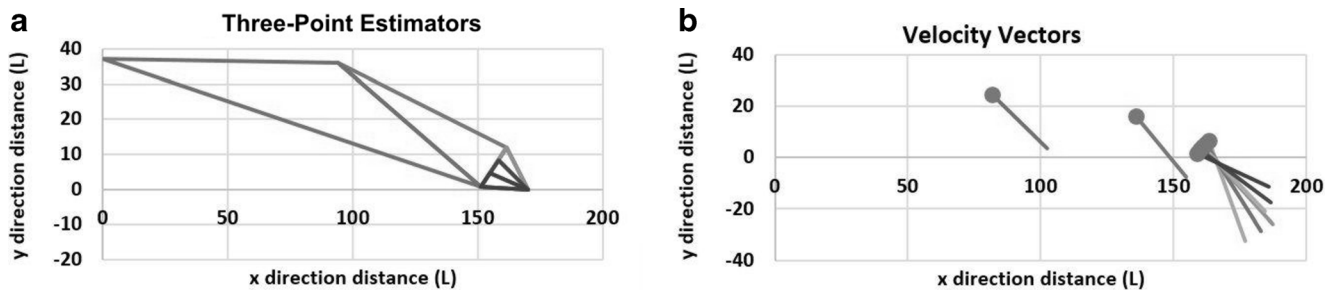 a
Three-Point Estimators
y direction distance (L)
40
30
20
10
0
-10
-20
0 50 100 150 200
x direction distance (L)
b
Velocity Vectors
y direction distance (L)
40
20
0
-20
-40
0 50 100 150 200
x direction distance (L)